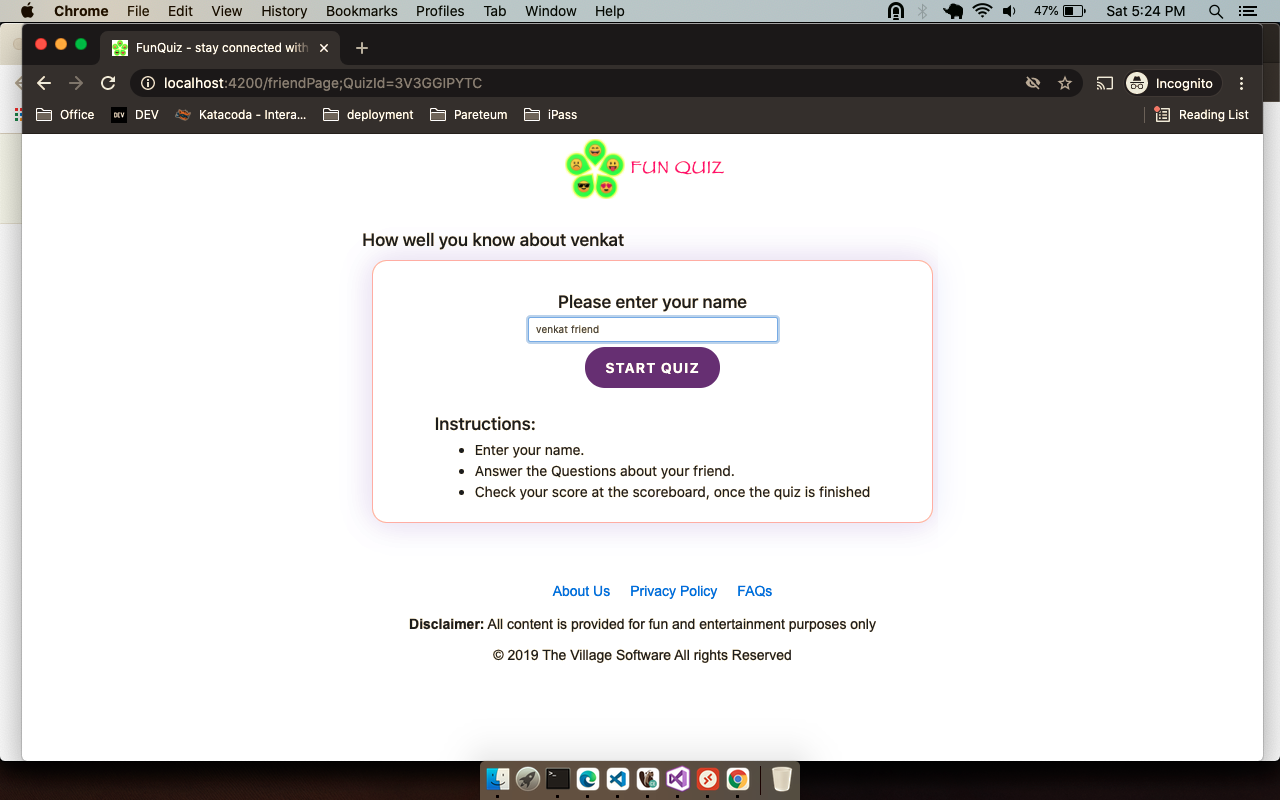 Chrome File Edit View History Bookmarks Profiles Tab Window Help 47% Sat 5:24 PM
FunQuiz - stay connected with
localhost:4200/friendPage;QuizId=3V3GGIPYTC Incognito
Office DEV DEV Katacoda - Intera... deployment Pareteum iPass Reading List
FUN QUIZ
How well you know about venkat
Please enter your name
venkat friend
START QUIZ
Instructions:
• Enter your name.
• Answer the Questions about your friend.
• Check your score at the scoreboard, once the quiz is finished
About Us Privacy Policy FAQs
Disclaimer: All content is provided for fun and entertainment purposes only
© 2019 The Village Software All rights Reserved